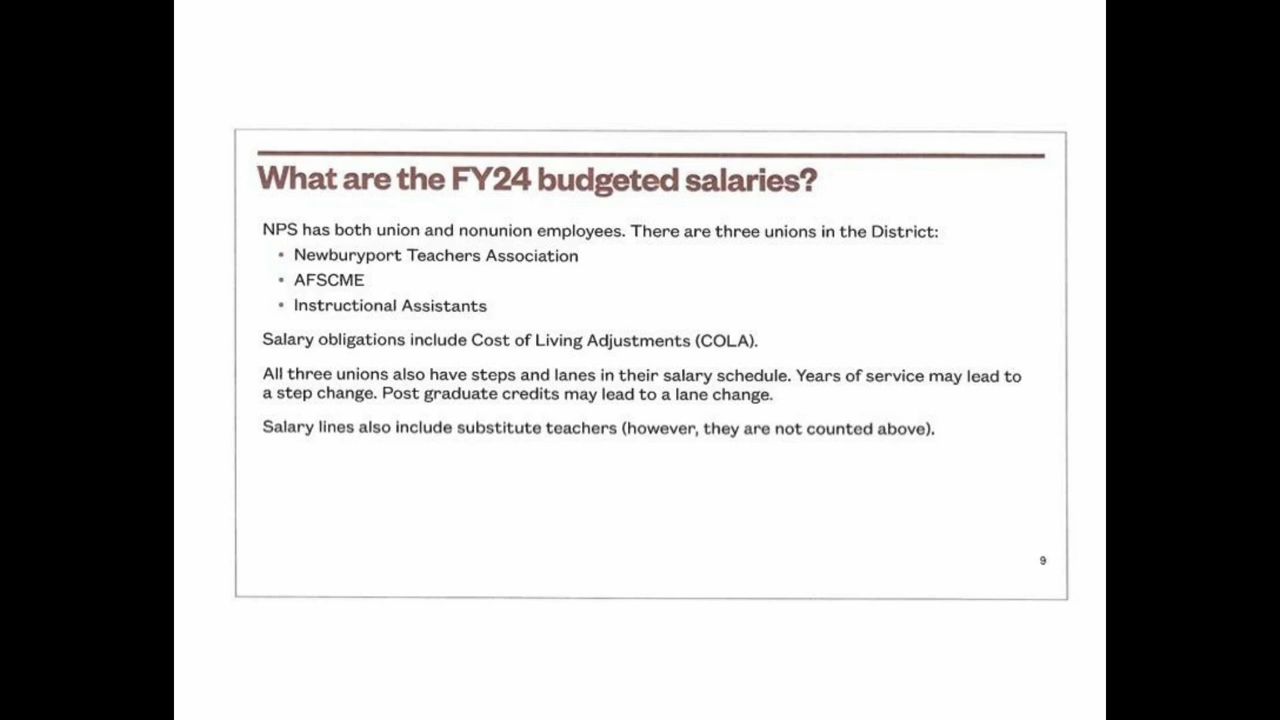 What are the FY24 budgeted salaries?
NPS has both union and nonunion employees. There are three unions in the District:
• Newburyport Teachers Association
• AFSCME
• Instructional Assistants
Salary obligations include Cost of Living Adjustments (COLA).
All three unions also have steps and lanes in their salary schedule. Years of service may lead to
a step change. Post graduate credits may lead to a lane change.
Salary lines also include substitute teachers (however, they are not counted above).
9